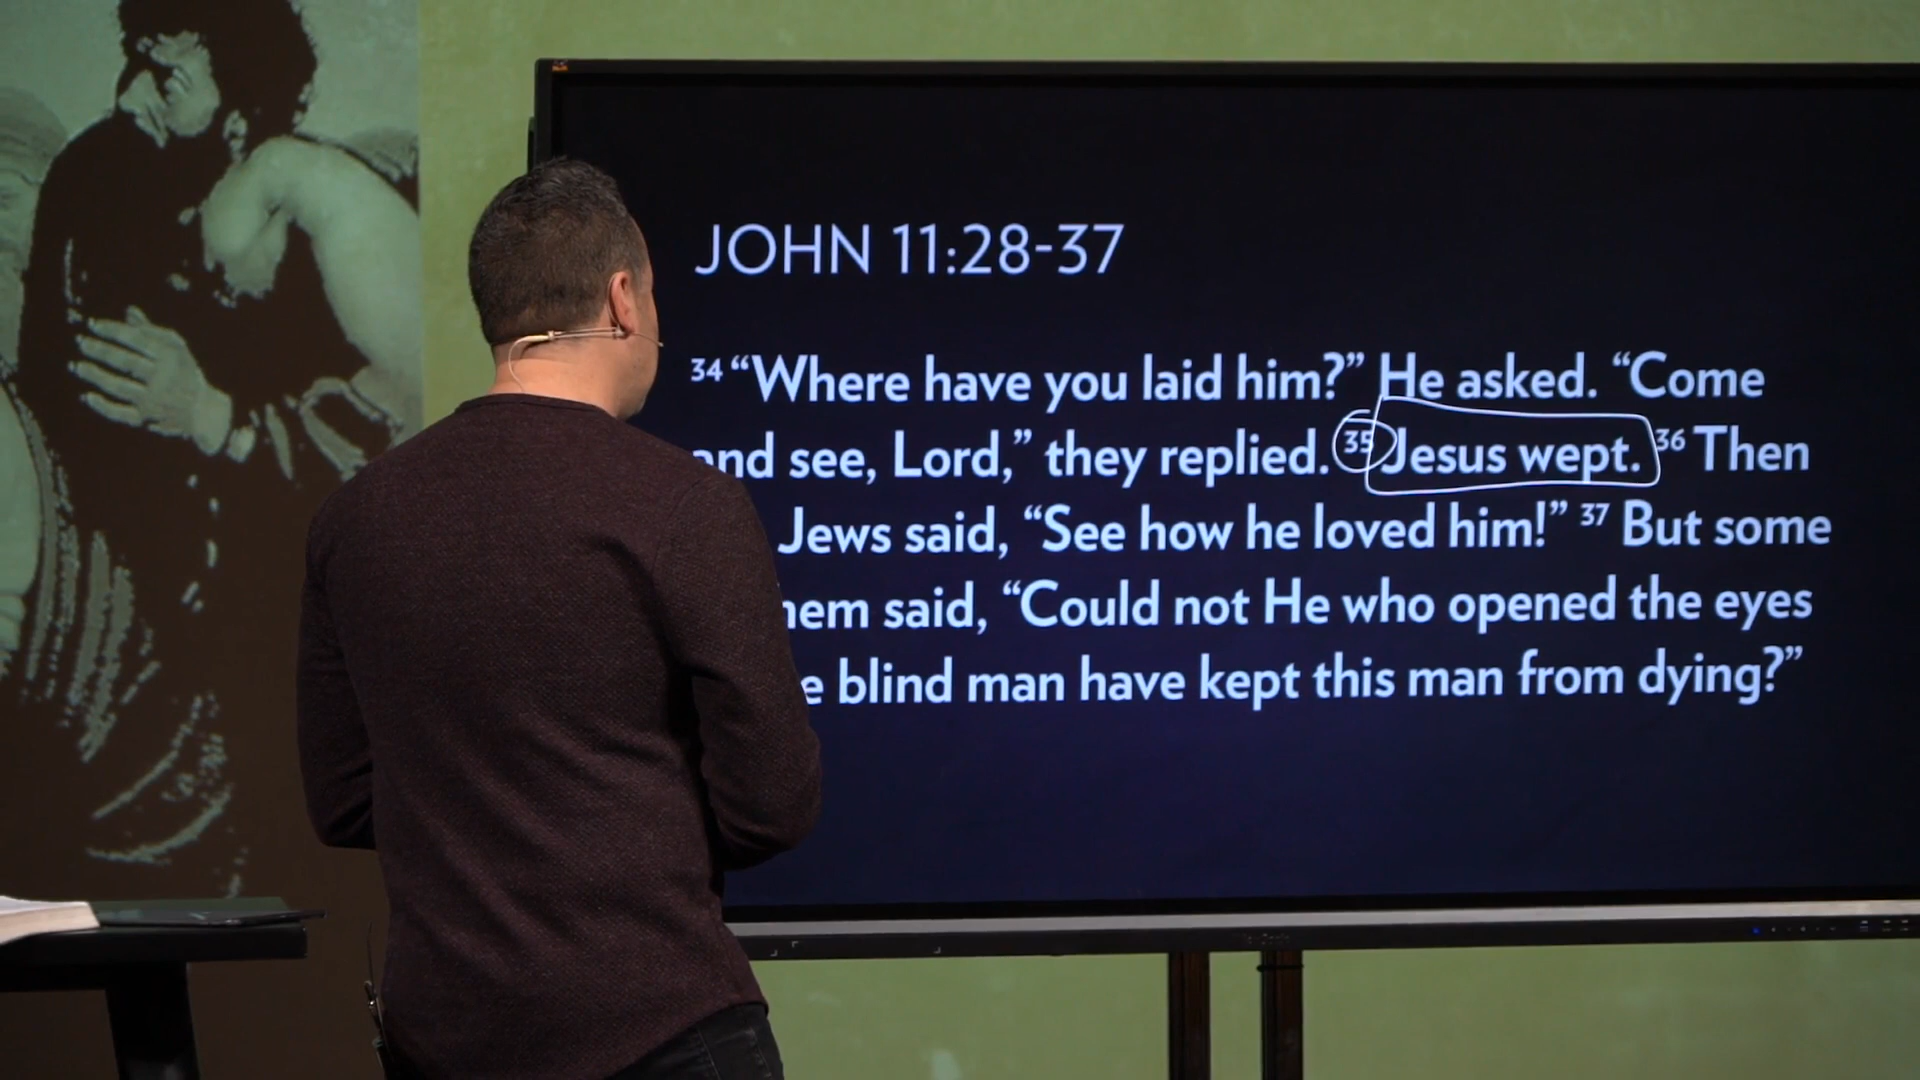 JOHN 11:28-37
34 “Where have you laid him?” He asked. “Come
and see, Lord,” they replied. 35 Jesus wept. 36 Then
Jews said, “See how he loved him!” 37 But some
said, “Could not He who opened the eyes
blind man have kept this man from dying?”